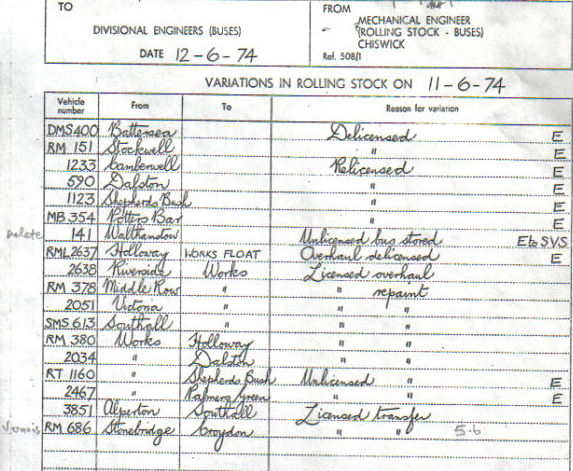 TO
FROM
DIVISIONAL ENGINEERS (BUSES)
MECHANICAL ENGINEER
(ROLLING STOCK - BUSES)
CHISWICK
DATE 12-6-74
Ref. 508/1
VARIATIONS IN ROLLING STOCK ON 11-6-74
Vehicle number From To Reason for variation
DMS400 Battersea Delicensed E
RM 151 Stockwell " E
1233 Camberwell Relicensed E
590 Dalston " E
1123 Shepherds Bush " E
MB 354 Potters Bar " E
delete 141 Walthamstow Unlicensed bus stored E to S.V.S.
RML2637 Holloway WORKS FLOAT Overhaul delicensed E
2638 Riverside Works Licensed overhaul
RM 378 Middle Row " " repaint
2051 Victoria " " "
SMS 613 Southall " " "
RM 380 Works Holloway " "
2034 " Dalston " "
RT 1160 " Shepherds Bush Unlicensed " E
2467 " Palmers Green " " E
3851 Alperton Southall Licensed transfer
RM 686 Stonebridge Croydon " " 5.6